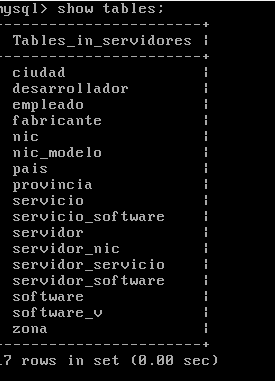 mysql> show tables;
Tables_in_servidores |
ciudad |
desarrollador |
empleado |
fabricante |
nic |
nic_modelo |
pais |
provincia |
servicio |
servicio_software |
servidor |
servidor_nic |
servidor_servicio |
servidor_software |
software |
software_v |
zona |
17 rows in set (0.00 sec)